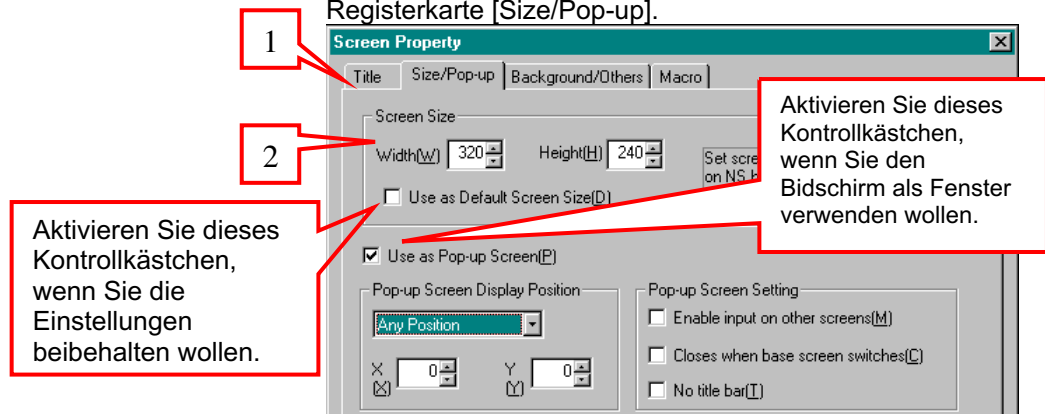 Registerkarte [Size/Pop-up].
1
Screen Property
Title Size/Pop-up Background/Others Macro
Aktivieren Sie dieses
Kontrollkästchen,
wenn Sie den
Bidschirm als Fenster
verwenden wollen.
Screen Size
2
Width(W) 320 Height(H) 240
Set scre
on NS
Use as Default Screen Size(D)
Aktivieren Sie dieses
Kontrollkästchen,
wenn Sie die
Einstellungen
beibehalten wollen.
Use as Pop-up Screen(P)
Pop-up Screen Display Position
Any Position
X 0 Y 0
(X) (Y)
Pop-up Screen Setting
Enable input on other screens(M)
Closes when base screen switches(C)
No title bar(T)